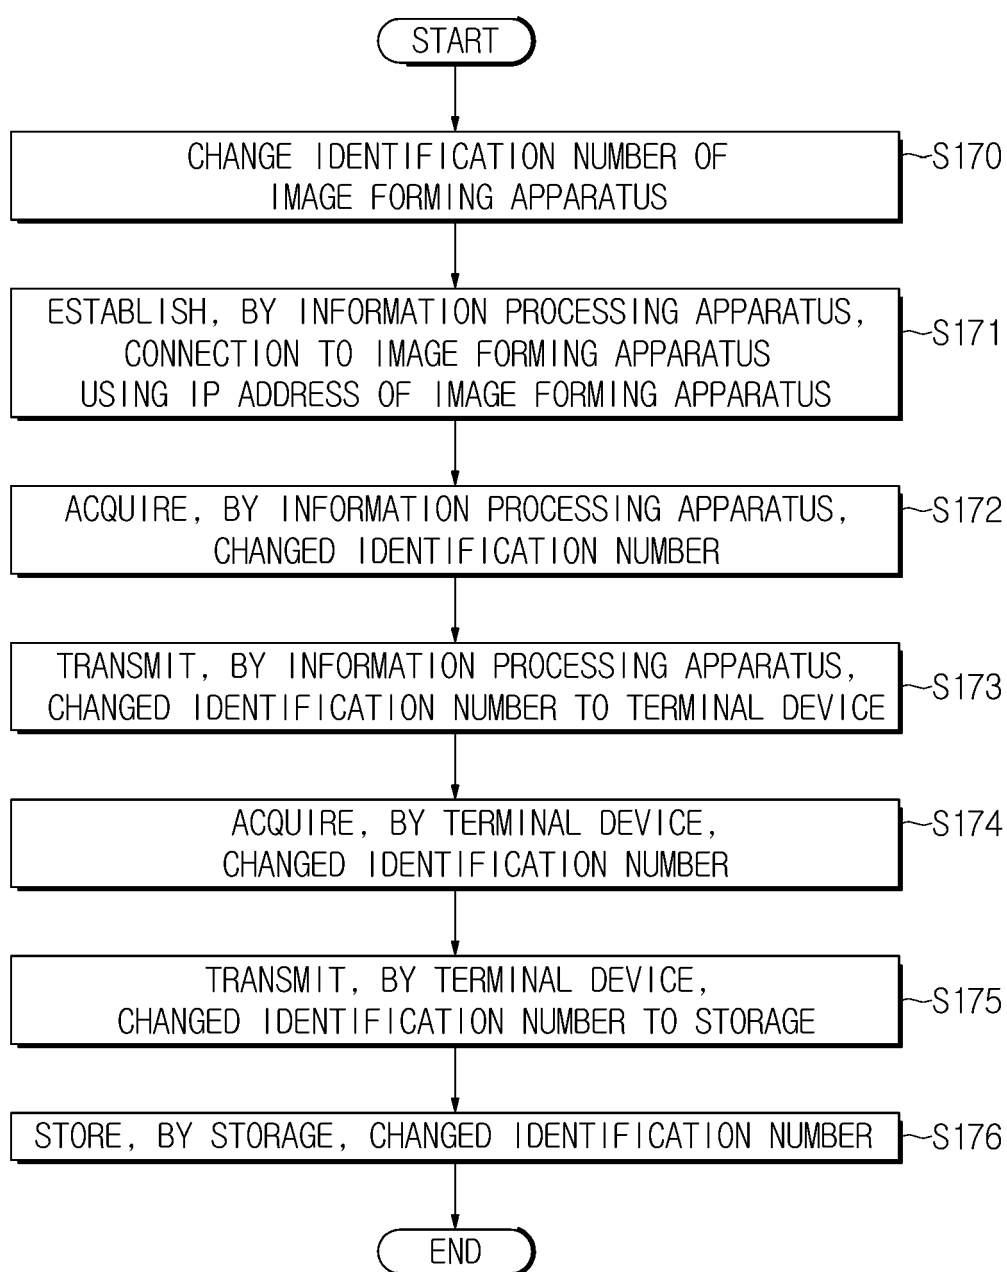 START
CHANGE IDENTIFICATION NUMBER OF
IMAGE FORMING APPARATUS
S170
ESTABLISH, BY INFORMATION PROCESSING APPARATUS,
CONNECTION TO IMAGE FORMING APPARATUS
USING IP ADDRESS OF IMAGE FORMING APPARATUS
S171
ACQUIRE, BY INFORMATION PROCESSING APPARATUS,
CHANGED IDENTIFICATION NUMBER
S172
TRANSMIT, BY INFORMATION PROCESSING APPARATUS,
CHANGED IDENTIFICATION NUMBER TO TERMINAL DEVICE
S173
ACQUIRE, BY TERMINAL DEVICE,
CHANGED IDENTIFICATION NUMBER
S174
TRANSMIT, BY TERMINAL DEVICE,
CHANGED IDENTIFICATION NUMBER TO STORAGE
S175
STORE, BY STORAGE, CHANGED IDENTIFICATION NUMBER
S176
END